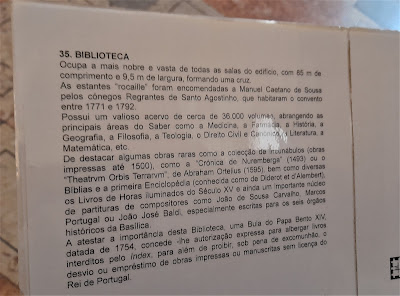 35. BIBLIOTECA
Ocupa a mais nobre e vasta de todas as salas do edifício, com 85 m de
comprimento e 9,5 m de largura, formando uma cruz.
As estantes "rocaille" foram encomendadas a Manuel Caetano de Sousa
pelos cónegos Regrantes de Santo Agostinho, que habitaram o convento
entre 1771 e 1792.
Possui um valioso acervo de cerca de 36.000 volumes, abrangendo as
principais áreas do Saber como a Medicina, a Farmácia, a História, a
Geografia, a Filosofia, a Teologia, o Direito Civil e Canónico, a Literatura, a
Matemática, etc.
De destacar algumas obras raras como a colecção de incunábulos (obras
impressas até 1500), como a "Crónica de Nuremberga" (1493) ou o
"Theatrvm Orbis Terrarvm", de Abraham Ortelius (1595), bem como diversas
Bíblias e a primeira Enciclopédia (conhecida como de Diderot e d'Alembert),
os Livros de Horas iluminados do Século XV e ainda um importante núcleo
de partituras de compositores como João de Sousa Carvalho, Marcos
Portugal ou João José Baldi, especialmente escritas para os seis órgãos
históricos da Basílica.
A atestar a importância desta Biblioteca, uma Bula do Papa Bento XIV,
datada de 1754, concede -lhe autorização expressa para albergar livros
interditos pelo Index, para além de proibir, sob pena de excomunhão, o
desvio ou empréstimo de obras impressas ou manuscritas sem licença do
Rei de Portugal.